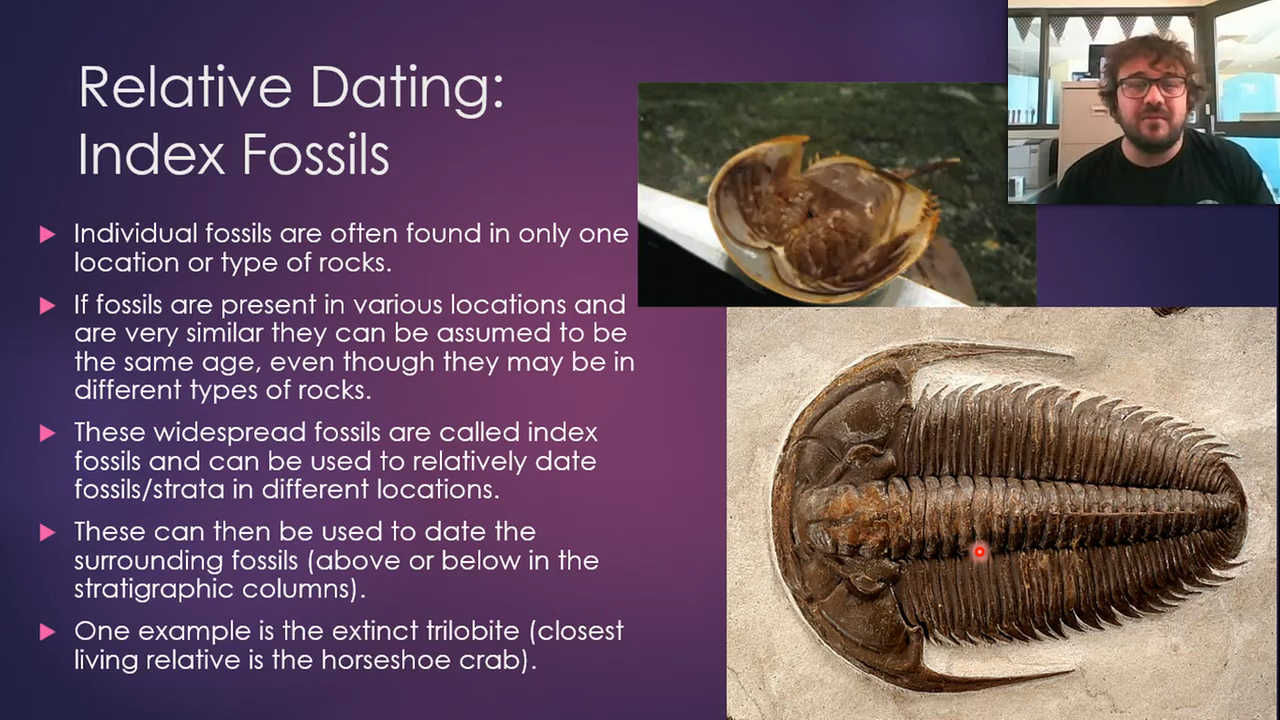 Relative Dating:
Index Fossils
Individual fossils are often found in only one
location or type of rocks.
If fossils are present in various locations and
are very similar they can be assumed to be
the same age, even though they may be in
different types of rocks.
These widespread fossils are called index
fossils and can be used to relatively date
fossils/strata in different locations.
These can then be used to date the
surrounding fossils (above or below in the
stratigraphic columns).
One example is the extinct trilobite (closest
living relative is the horseshoe crab).